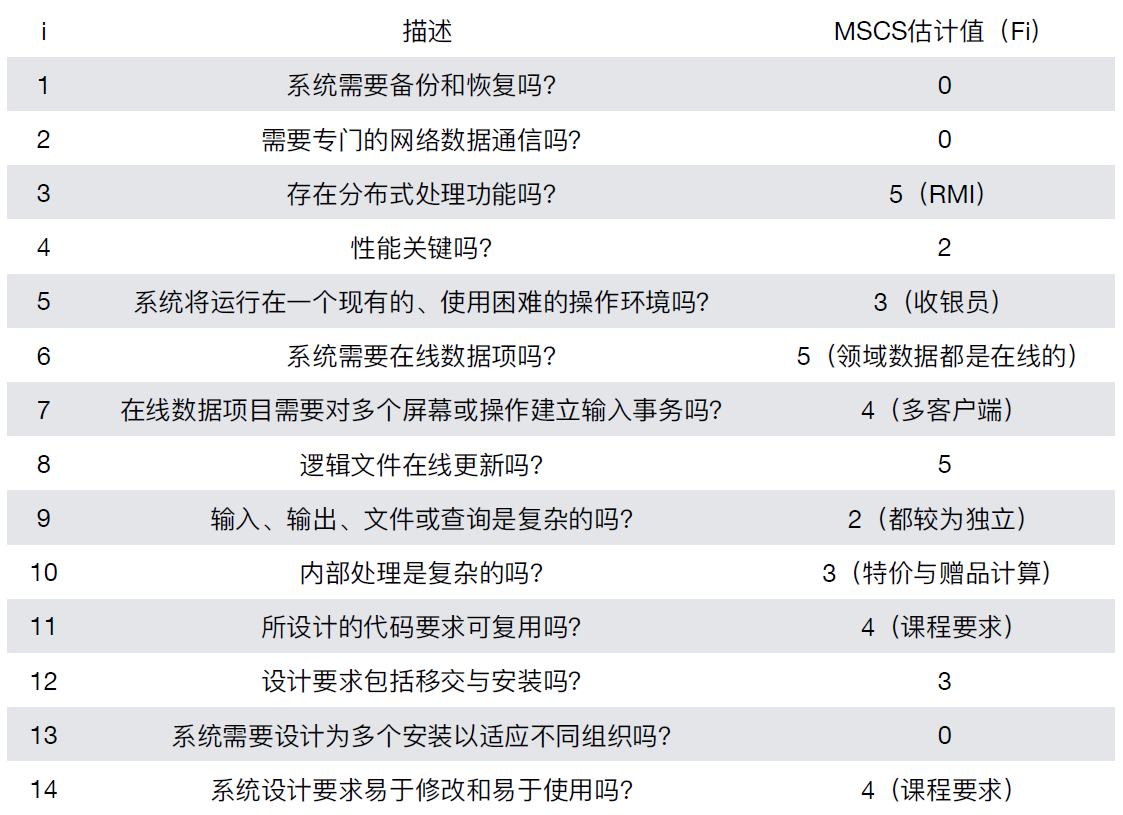 i 描述 MSCS估计值（Fi）
1 系统需要备份和恢复吗？ 0
2 需要专门的网络数据通信吗？ 0
3 存在分布式处理功能吗？ 5（RMI）
4 性能关键吗？ 2
5 系统将运行在一个现有的、使用困难的操作环境吗？ 3（收银员）
6 系统需要在线数据项吗？ 5（领域数据都是在线的）
7 在线数据项目需要对多个屏幕或操作建立输入事务吗？ 4（多客户端）
8 逻辑文件在线更新吗？ 5
9 输入、输出、文件或查询是复杂的吗？ 2（都较为独立）
10 内部处理是复杂的吗？ 3（特价与赠品计算）
11 所设计的代码要求可复用吗？ 4（课程要求）
12 设计要求包括移交与安装吗？ 3
13 系统需要设计为多个安装以适应不同组织吗？ 0
14 系统设计要求易于修改和易于使用吗？ 4（课程要求）